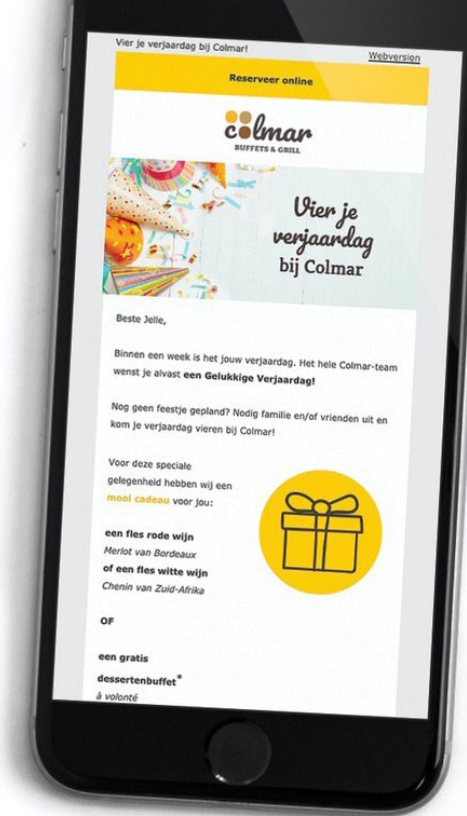 Vier je verjaardag bij Colmar!
Webversion
Reserveer online
colmar
BUFFETS & GRILL
Vier je
verjaardag
bij Colmar
Beste Jelle,
Binnen een week is het jouw verjaardag. Het hele Colmar-team
wenst je alvast een Gelukkige Verjaardag!
Nog geen feestje gepland? Nodig familie en/of vrienden uit en
kom je verjaardag vieren bij Colmar!
Voor deze speciale
gelegenheid hebben wij een
mooi cadeau voor jou:
een fles rode wijn
Merlot van Bordeaux
of een fles witte wijn
Chenin van Zuid-Afrika
OF
een gratis
dessertenbuffet*
à volonté